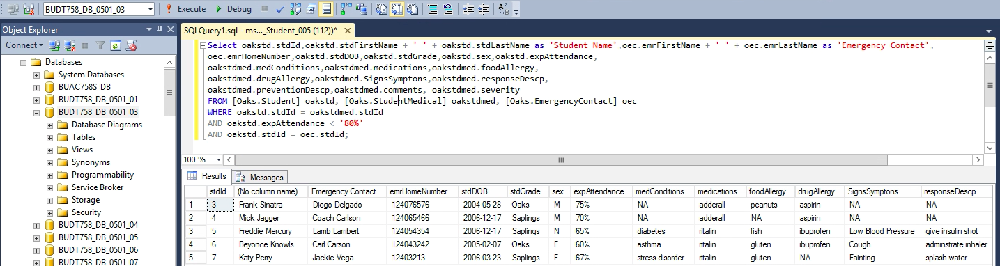 BUDT758_DB_0501_03 Execute Debug
Object Explorer
SQLQuery1.sql - ms..._Student_005 (112))*
Connect
Databases
System Databases
BUAC758S_DB
BUDT758_DB_0501_01
BUDT758_DB_0501_03
Database Diagrams
Tables
Views
Synonyms
Programmability
Service Broker
Storage
Security
BUDT758_DB_0501_04
BUDT758_DB_0501_05
BUDT758_DB_0501_06
BUDT758_DB_0501_07
Select oakstd.stdId,oakstd.stdFirstName + ' ' + oakstd.stdLastName as 'Student Name',oec.emrFirstName + ' ' + oec.emrLastName as 'Emergency Contact',
oec.emrHomeNumber,oakstd.stdDOB,oakstd.stdGrade,oakstd.sex,oakstd.expAttendance,
oakstdmed.medConditions,oakstdmed.medications,oakstdmed.foodAllergy,
oakstdmed.drugAllergy,oakstdmed.SignsSymptons,oakstdmed.responseDescp,
oakstdmed.preventionDescp,oakstdmed.comments, oakstdmed.severity
FROM [Oaks.Student] oakstd, [Oaks.StudentMedical] oakstdmed, [Oaks.EmergencyContact] oec
WHERE oakstd.stdId = oakstdmed.stdId
AND oakstd.expAttendance < '80%'
AND oakstd.stdId = oec.stdId;
100 %
Results Messages
stdId (No column name) Emergency Contact emrHomeNumber stdDOB stdGrade sex expAttendance medConditions medications foodAllergy drugAllergy SignsSymptons responseDescp
1 3 Frank Sinatra Diego Delgado 124076576 2004-05-28 Oaks M 75% NA adderall peanuts aspirin NA NA
2 4 Mick Jagger Coach Carlson 124065466 2006-12-17 Saplings M 70% NA adderall NA aspirin NA NA
3 5 Freddie Mercury Lamb Lambert 124054354 2006-12-17 Saplings N 65% diabetes ritalin fish ibuprofen Low Blood Pressure give insulin shot
4 6 Beyonce Knowls Carl Carson 124043242 2005-02-07 Oaks F 60% asthma ritalin gluten ibuprofen Cough adminstrate inhaler
5 7 Katy Perry Jackie Vega 12403213 2006-03-23 Saplings F 67% stress disorder ritalin gluten NA Fainting splash water